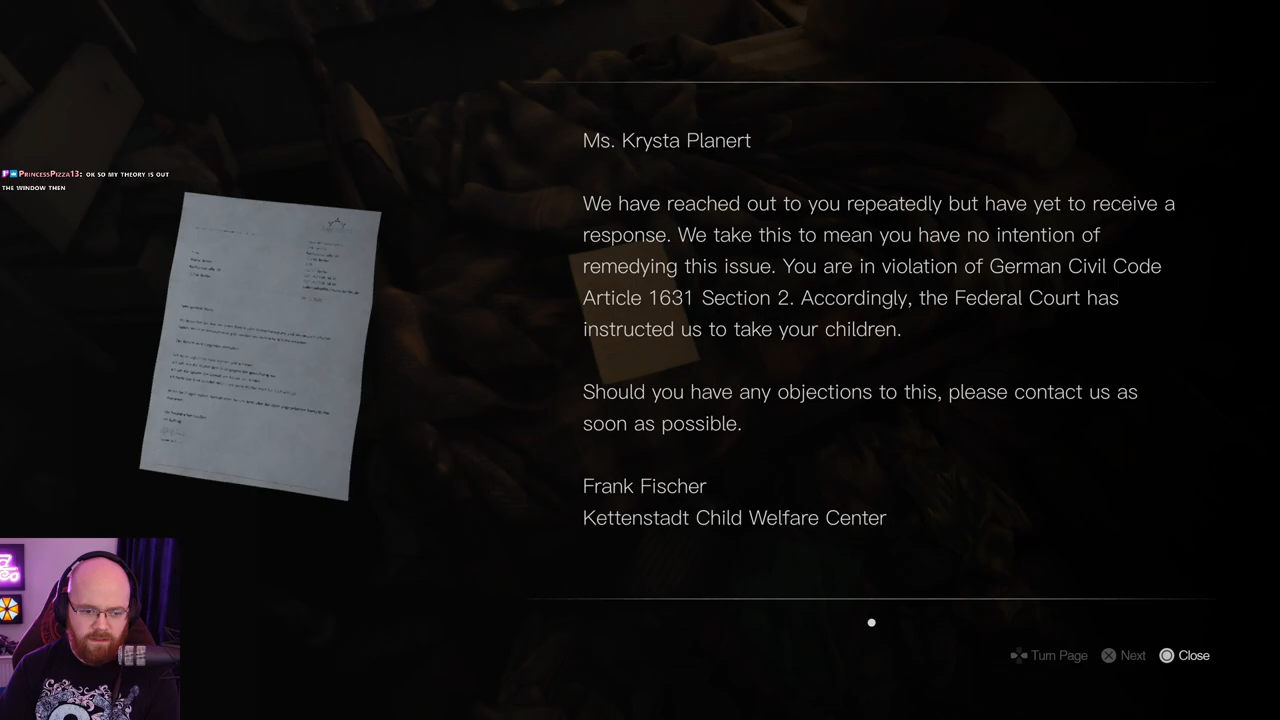 PrincessPizza13: ok so my theory is out
the window then
Ms. Krysta Planert
We have reached out to you repeatedly but have yet to receive a
response. We take this to mean you have no intention of
remedying this issue. You are in violation of German Civil Code
Article 1631 Section 2. Accordingly, the Federal Court has
instructed us to take your children.
Should you have any objections to this, please contact us as
soon as possible.
Frank Fischer
Kettenstadt Child Welfare Center
Turn Page Next Close